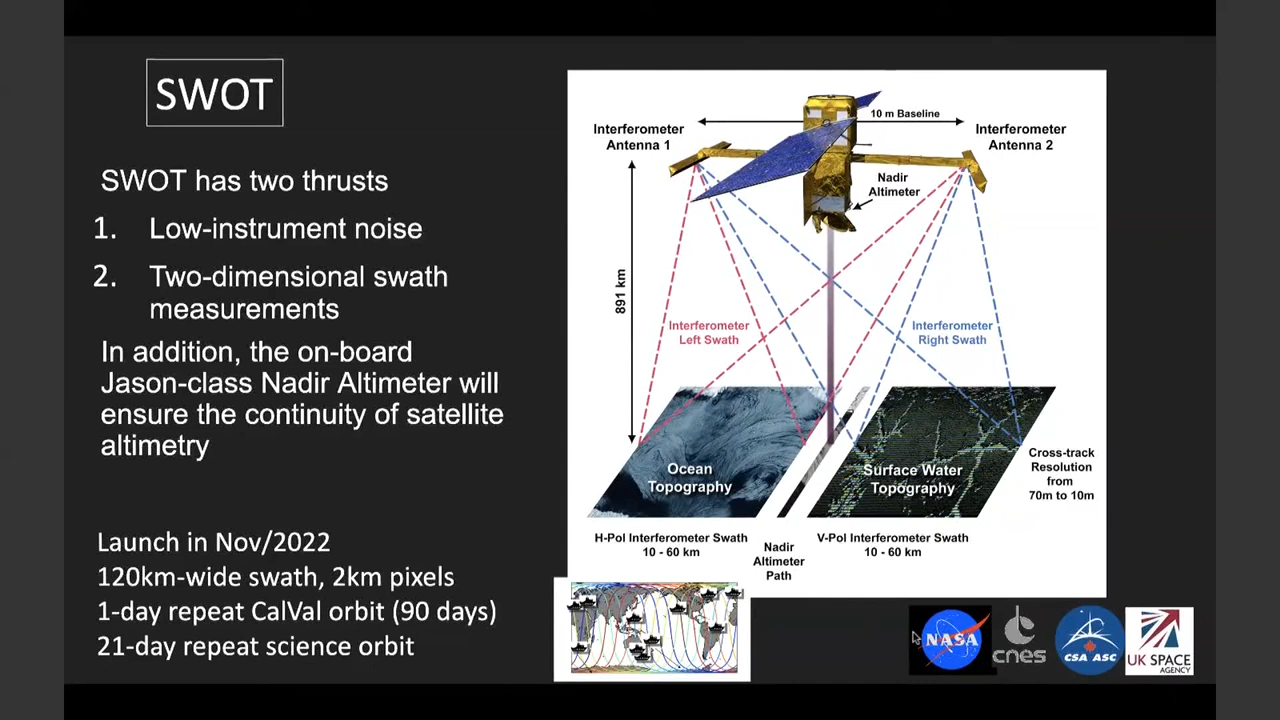 SWOT
SWOT has two thrusts
1. Low-instrument noise
2. Two-dimensional swath
measurements
In addition, the on-board
Jason-class Nadir Altimeter will
ensure the continuity of satellite
altimetry
Launch in Nov/2022
120km-wide swath, 2km pixels
1-day repeat CalVal orbit (90 days)
21-day repeat science orbit
10 m Baseline
Interferometer
Antenna 1
Interferometer
Antenna 2
Nadir
Altimeter
891 km
Interferometer
Left Swath
Interferometer
Right Swath
Ocean
Topography
Surface Water
Topography
Cross-track
Resolution
from
70m to 10m
H-Pol Interferometer Swath
10 - 60 km
Nadir
Altimeter
Path
V-Pol Interferometer Swath
10 - 60 km
NASA
cnes
CSA ASC
UK SPACE
AGENCY